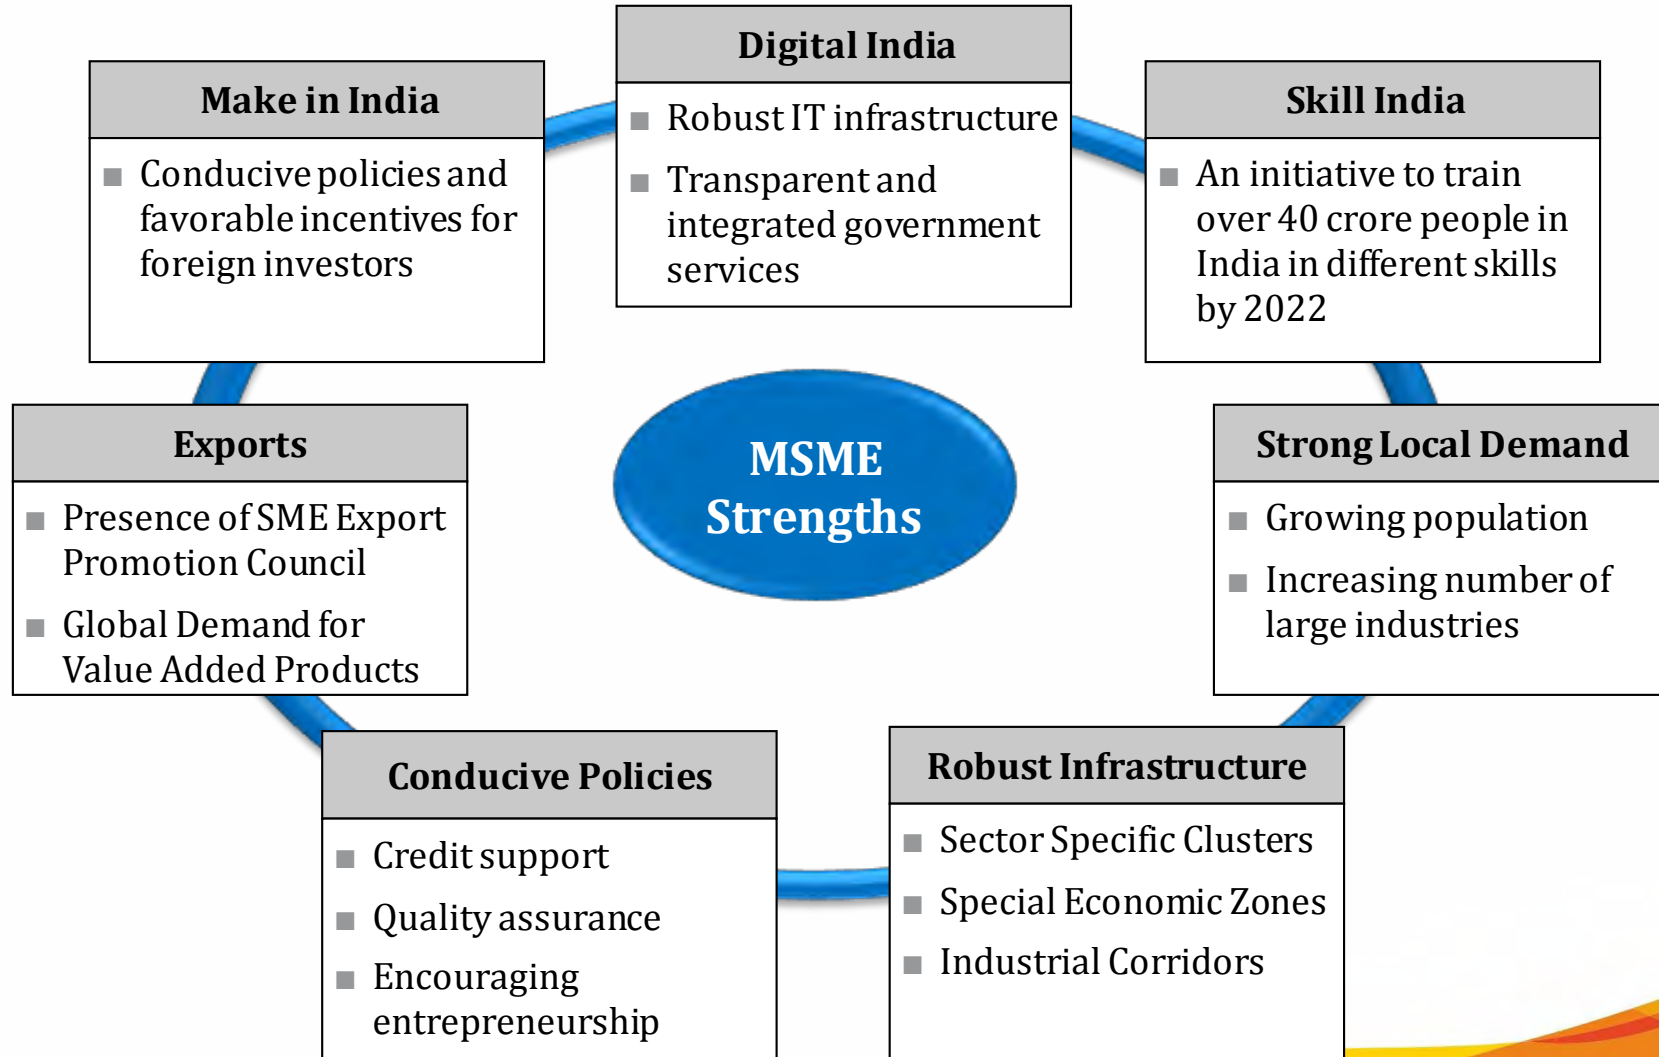 Digital India
Robust IT infrastructure
Transparent and
integrated government
services
Make in India
Conducive policies and
favorable incentives for
foreign investors
Skill India
An initiative to train
over 40 crore people in
India in different skills
by 2022
MSME
Strengths
Exports
Presence of SME Export
Promotion Council
Global Demand for
Value Added Products
Strong Local Demand
Growing population
Increasing number of
large industries
Conducive Policies
Credit support
Quality assurance
Encouraging
entrepreneurship
Robust Infrastructure
Sector Specific Clusters
Special Economic Zones
Industrial Corridors